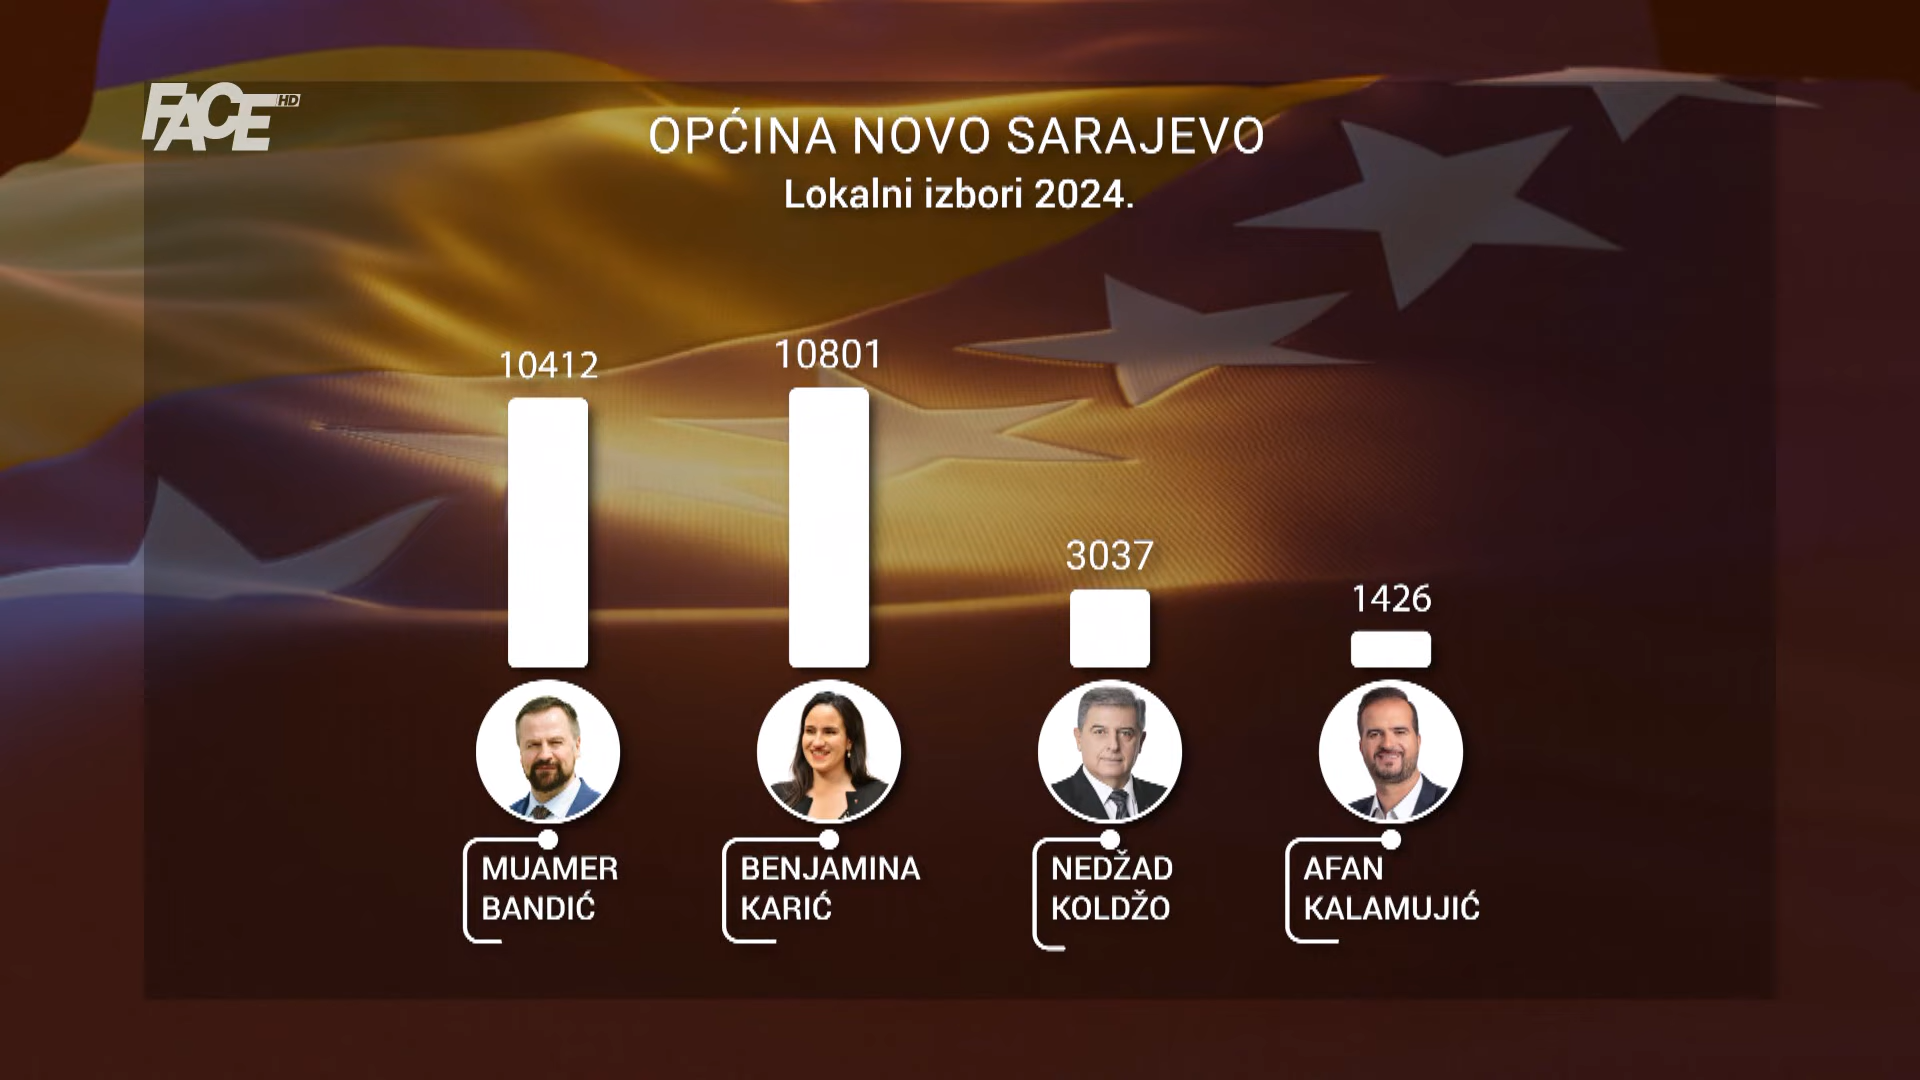 FACE HD
OPĆINA NOVO SARAJEVO
Lokalni izbori 2024.
10412
10801
3037
1426
MUAMER
BANDIĆ
BENJAMINA
KARIĆ
NEDŽAD
KOLDŽO
AFAN
KALAMUJIĆ